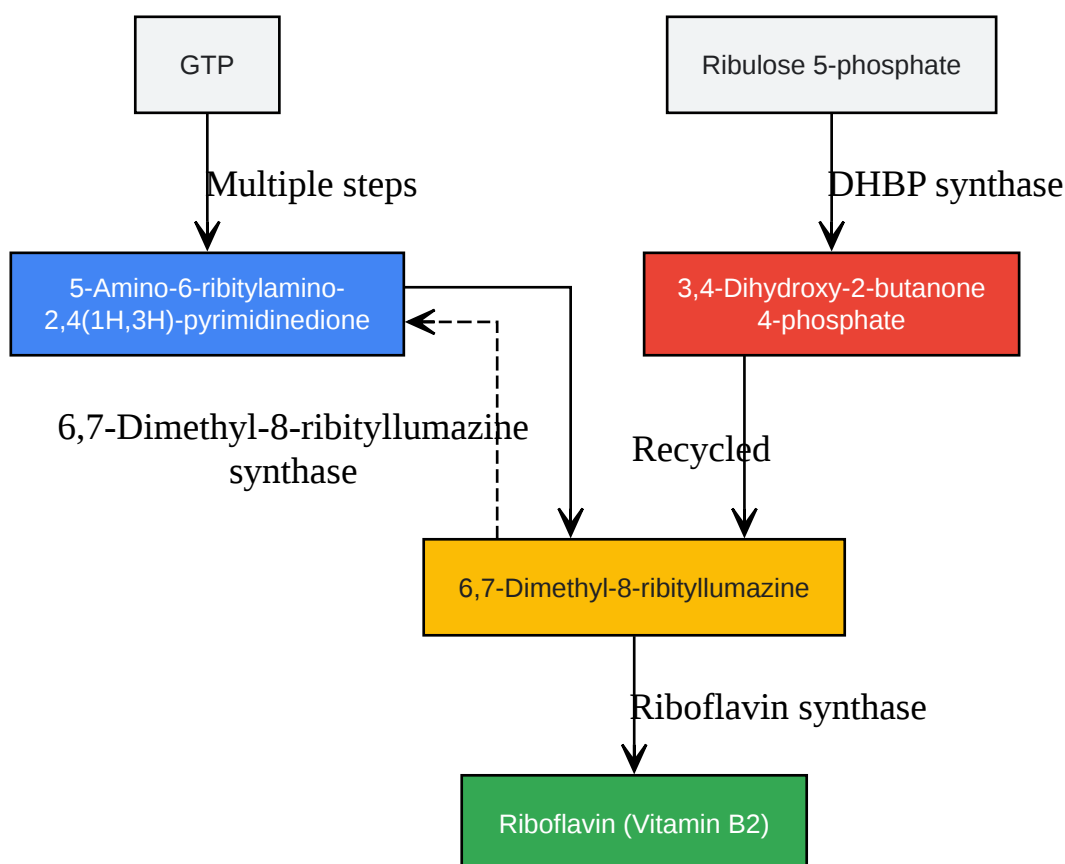 GTP
Ribulose 5-phosphate
Multiple steps
DHBP synthase
5-Amino-6-ribitylamino-
2,4(1H,3H)-pyrimidinedione
3,4-Dihydroxy-2-butanone
4-phosphate
6,7-Dimethyl-8-ribityllumazine
synthase
Recycled
6,7-Dimethyl-8-ribityllumazine
Riboflavin synthase
Riboflavin (Vitamin B2)